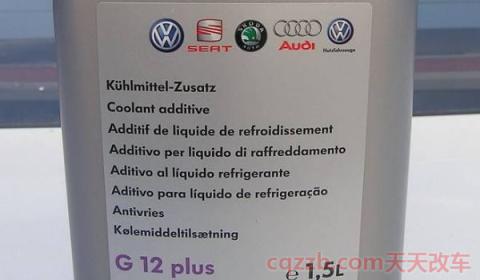 SEAT ŠKODA Audi Nutzfahrzeuge
Kühlmittel-Zusatz
Coolant additive
Additif de liquide de refroidissement
Additivo per liquido di raffreddamento
Aditivo al líquido refrigerante
Aditivo para líquido de refrigeração
Antivries
Kølemiddeltilsætning
G 12 plus ℮ 1,5L
cqzzb.com天天改车